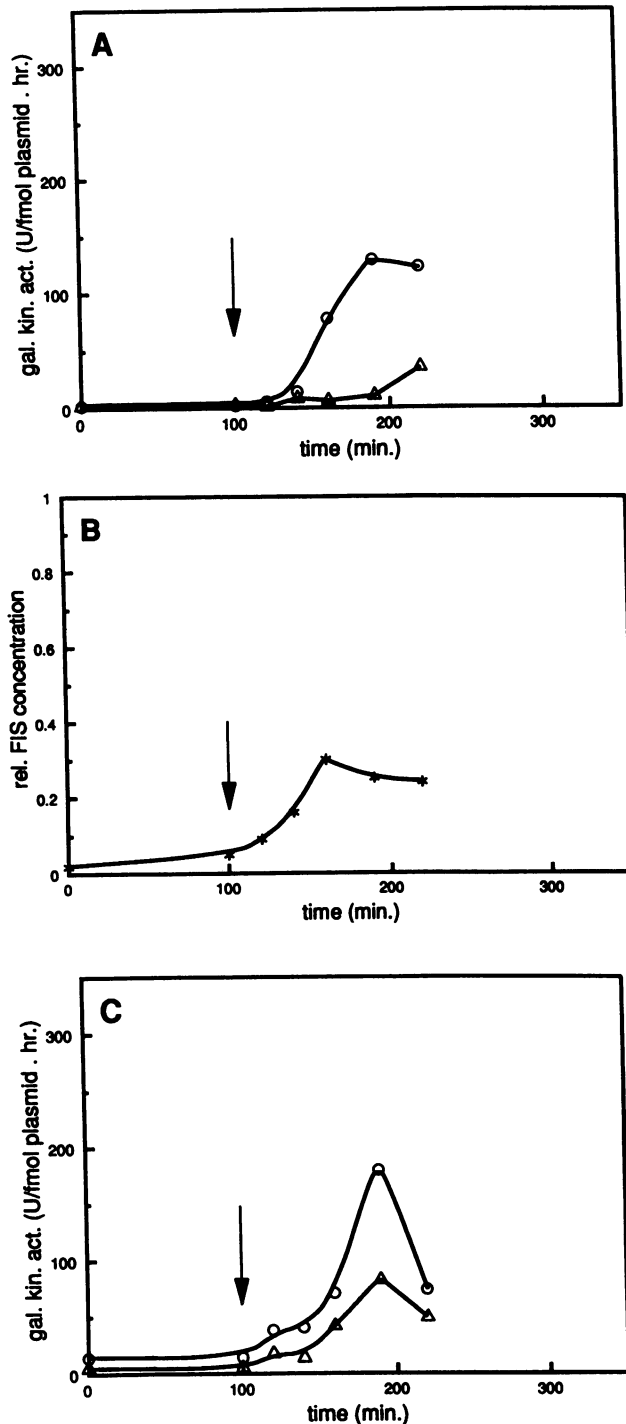 A
gal. kin. act. (U/fmol plasmid . hr.)
300
200
100
0
0
100
200
300
time (min.)
B
rel. FIS concentration
1
0.8
0.6
0.4
0.2
0
0
100
200
300
time (min.)
C
gal. kin. act. (U/fmol plasmid . hr.)
300
200
100
0
0
100
200
300
time (min.)